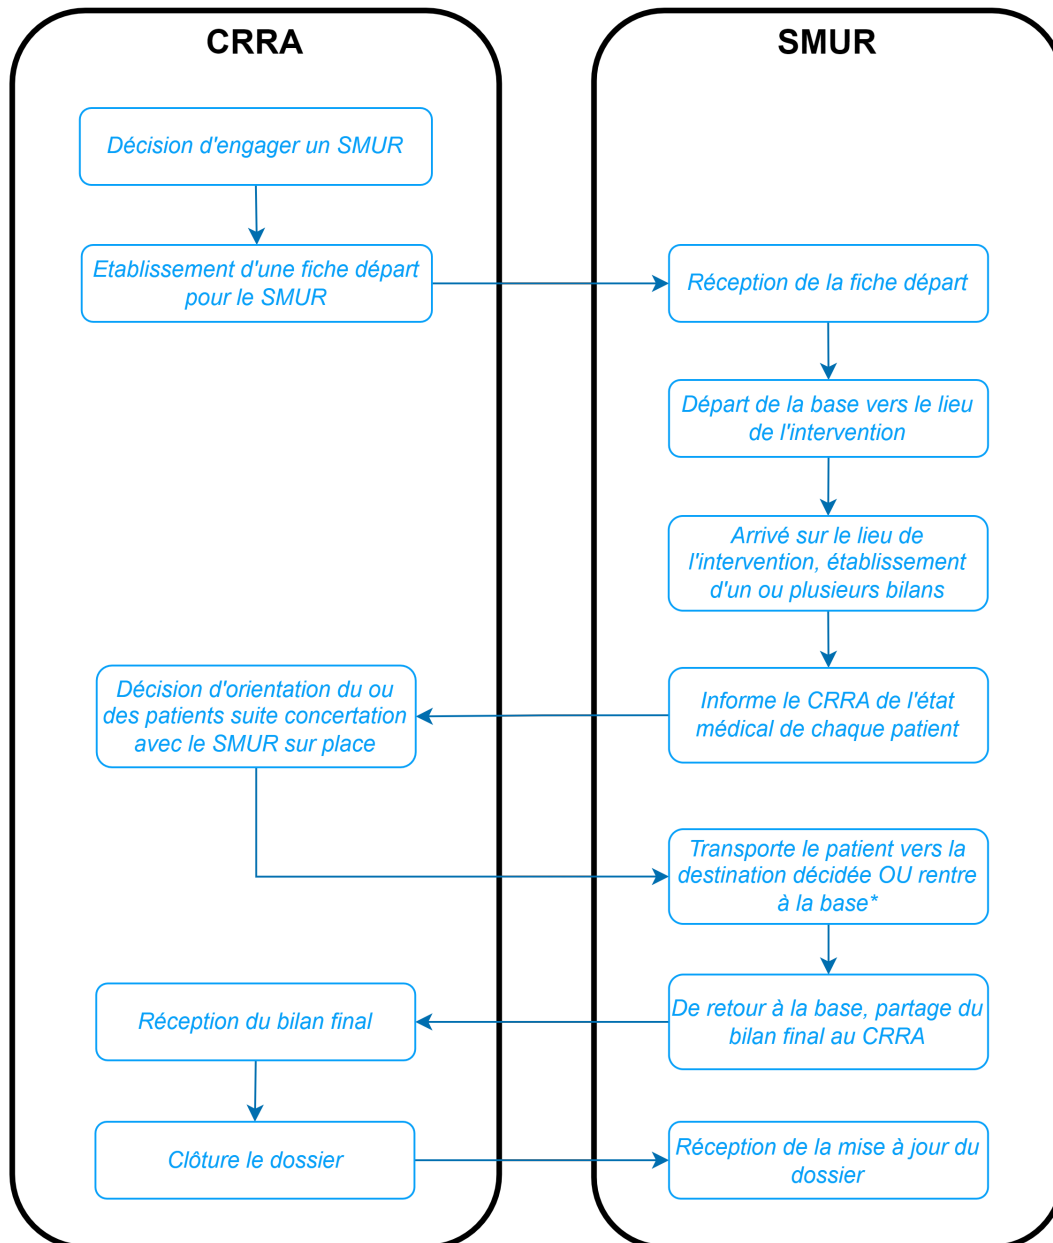 CRRA
SMUR
Décision d'engager un SMUR
Etablissement d'une fiche départ
pour le SMUR
Réception de la fiche départ
Départ de la base vers le lieu
de l'intervention
Arrivé sur le lieu de
l'intervention, établissement
d'un ou plusieurs bilans
Informe le CRRA de l'état
médical de chaque patient
Décision d'orientation du ou
des patients suite concertation
avec le SMUR sur place
Transporte le patient vers la
destination décidée OU rentre
à la base*
De retour à la base, partage du
bilan final au CRRA
Réception du bilan final
Clôture le dossier
Réception de la mise à jour du
dossier